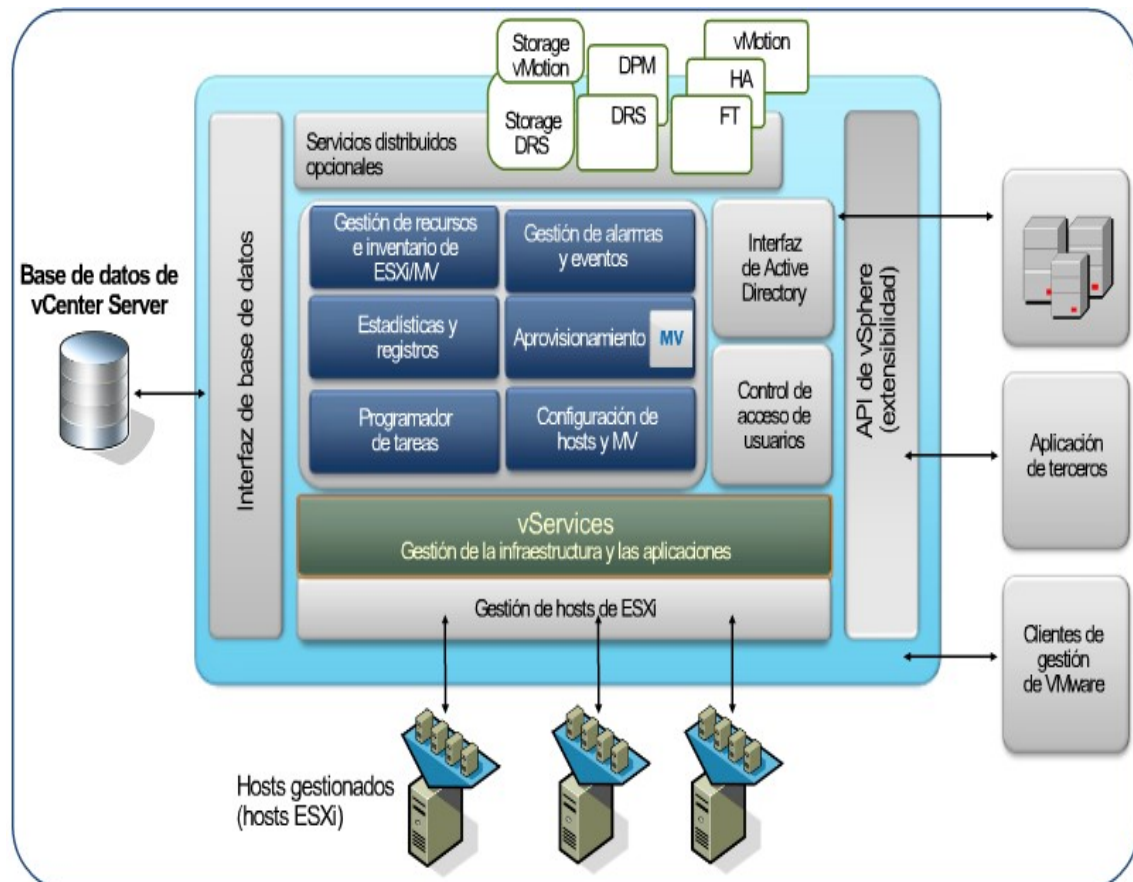 Storage
vMotion
DPM
vMotion
HA
Storage
DRS
DRS
FT
Servicios distribuidos
opcionales
Base de datos de
vCenter Server
Interfaz de base de datos
Gestión de recursos
e inventario de
ESXi/MV
Gestión de alarmas
y eventos
Estadísticas y
registros
Aprovisionamiento
MV
Programador
de tareas
Configuración de
hosts y MV
Interfaz
de Active
Directory
Control de
acceso de
usuarios
API de vSphere
(extensibilidad)
Aplicación
de terceros
Clientes de
gestión
de VMware
vServices
Gestión de la infraestructura y las aplicaciones
Gestión de hosts de ESXi
Hosts gestionados
(hosts ESXi)